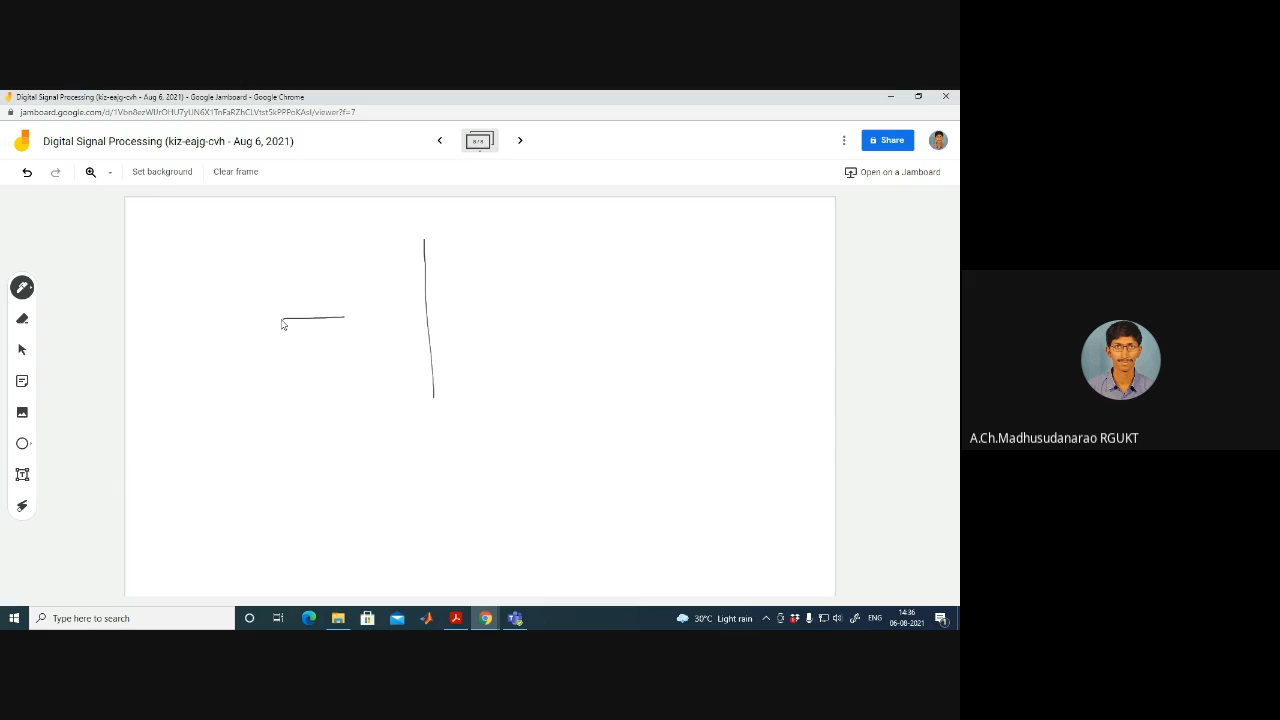 Digital Signal Processing (kiz-eajg-cvh - Aug 6, 2021) - Google Jamboard - Google Chrome
Digital Signal Processing (kiz-eajg-cvh - Aug 6, 2021)
8 / 8
Share
Set background
Clear frame
Open on a Jamboard
A.Ch.Madhusudanarao RGUKT
Type here to search
30°C Light rain
ENG
14:36
06-08-2021